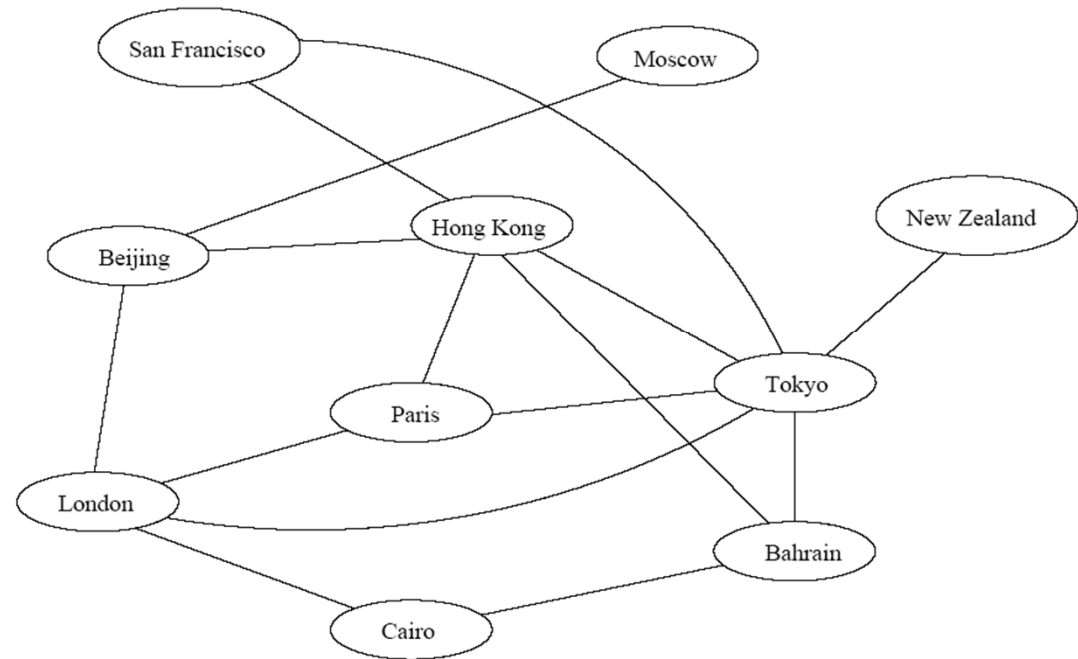 San Francisco
Moscow
Hong Kong
New Zealand
Beijing
Tokyo
Paris
London
Bahrain
Cairo